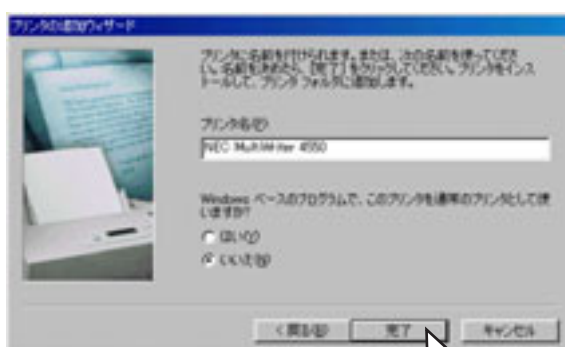 プリンタの追加ウィザード
プリンタに名前を付けられます。または、次の名前を使ってくださ
い。名前を決めたら、[完了] をクリックしてください。プリンタをインス
トールして、プリンタ フォルダに追加します。
プリンタ名(P)
NEC MultiWriter 4550
Windows ベースのプログラムで、このプリンタを通常のプリンタとして使
いますか?
はい(Y)
いいえ(N)
< 戻る(B)
完了
キャンセル